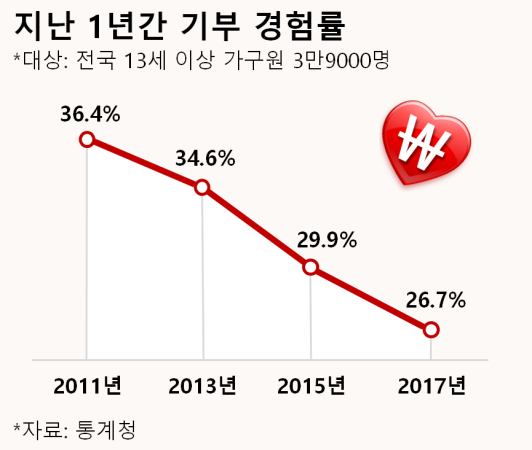 지난 1년간 기부 경험률
*대상: 전국 13세 이상 가구원 3만9000명
36.4%
34.6%
29.9%
26.7%
₩
2011년 2013년 2015년 2017년
*자료: 통계청